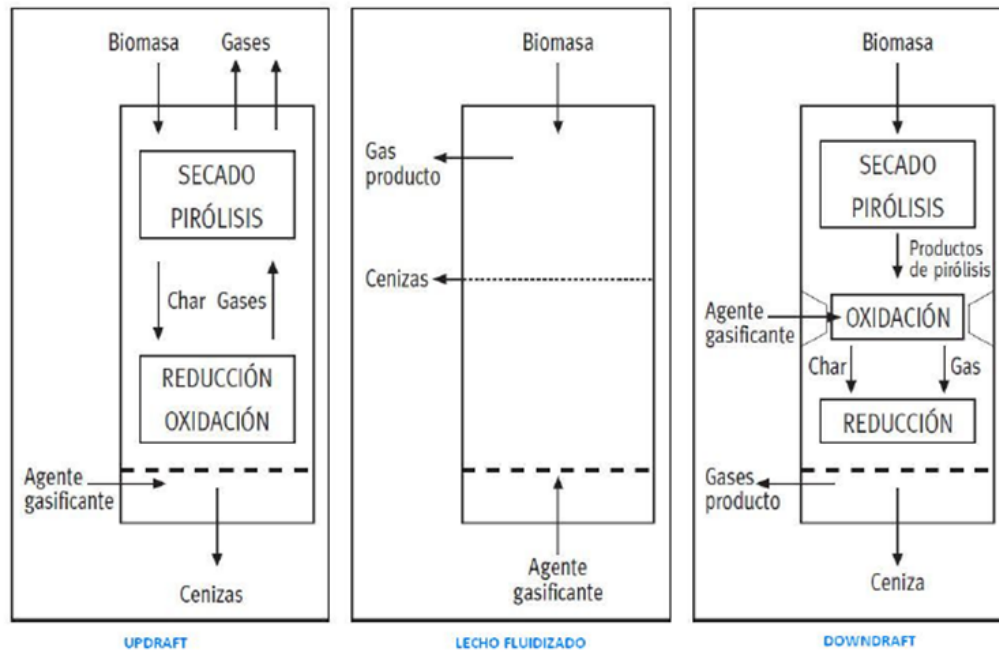 Biomasa
Gases
SECADO
PIRÓLISIS
Char Gases
REDUCCIÓN
OXIDACIÓN
Agente
gasificante
Cenizas
UPDRAFT
Biomasa
Gas
producto
Cenizas
Agente
gasificante
LECHO FLUIDIZADO
Biomasa
SECADO
PIRÓLISIS
Productos
de pirólisis
Agente
gasificante
OXIDACIÓN
Char
Gas
REDUCCIÓN
Gases
producto
Ceniza
DOWNDRAFT